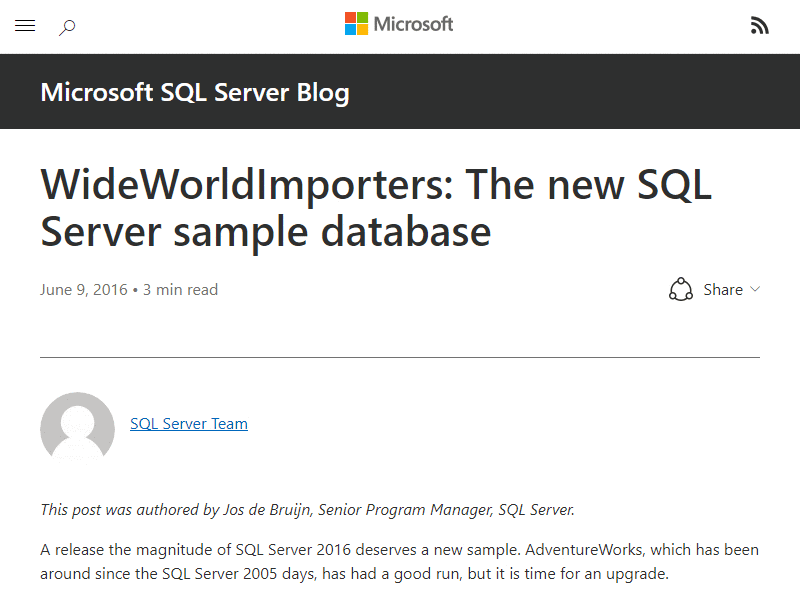 Microsoft
Microsoft SQL Server Blog
WideWorldImporters: The new SQL
Server sample database
June 9, 2016 • 3 min read
Share
SQL Server Team
This post was authored by Jos de Bruijn, Senior Program Manager, SQL Server.
A release the magnitude of SQL Server 2016 deserves a new sample. AdventureWorks, which has been
around since the SQL Server 2005 days, has had a good run, but it is time for an upgrade.